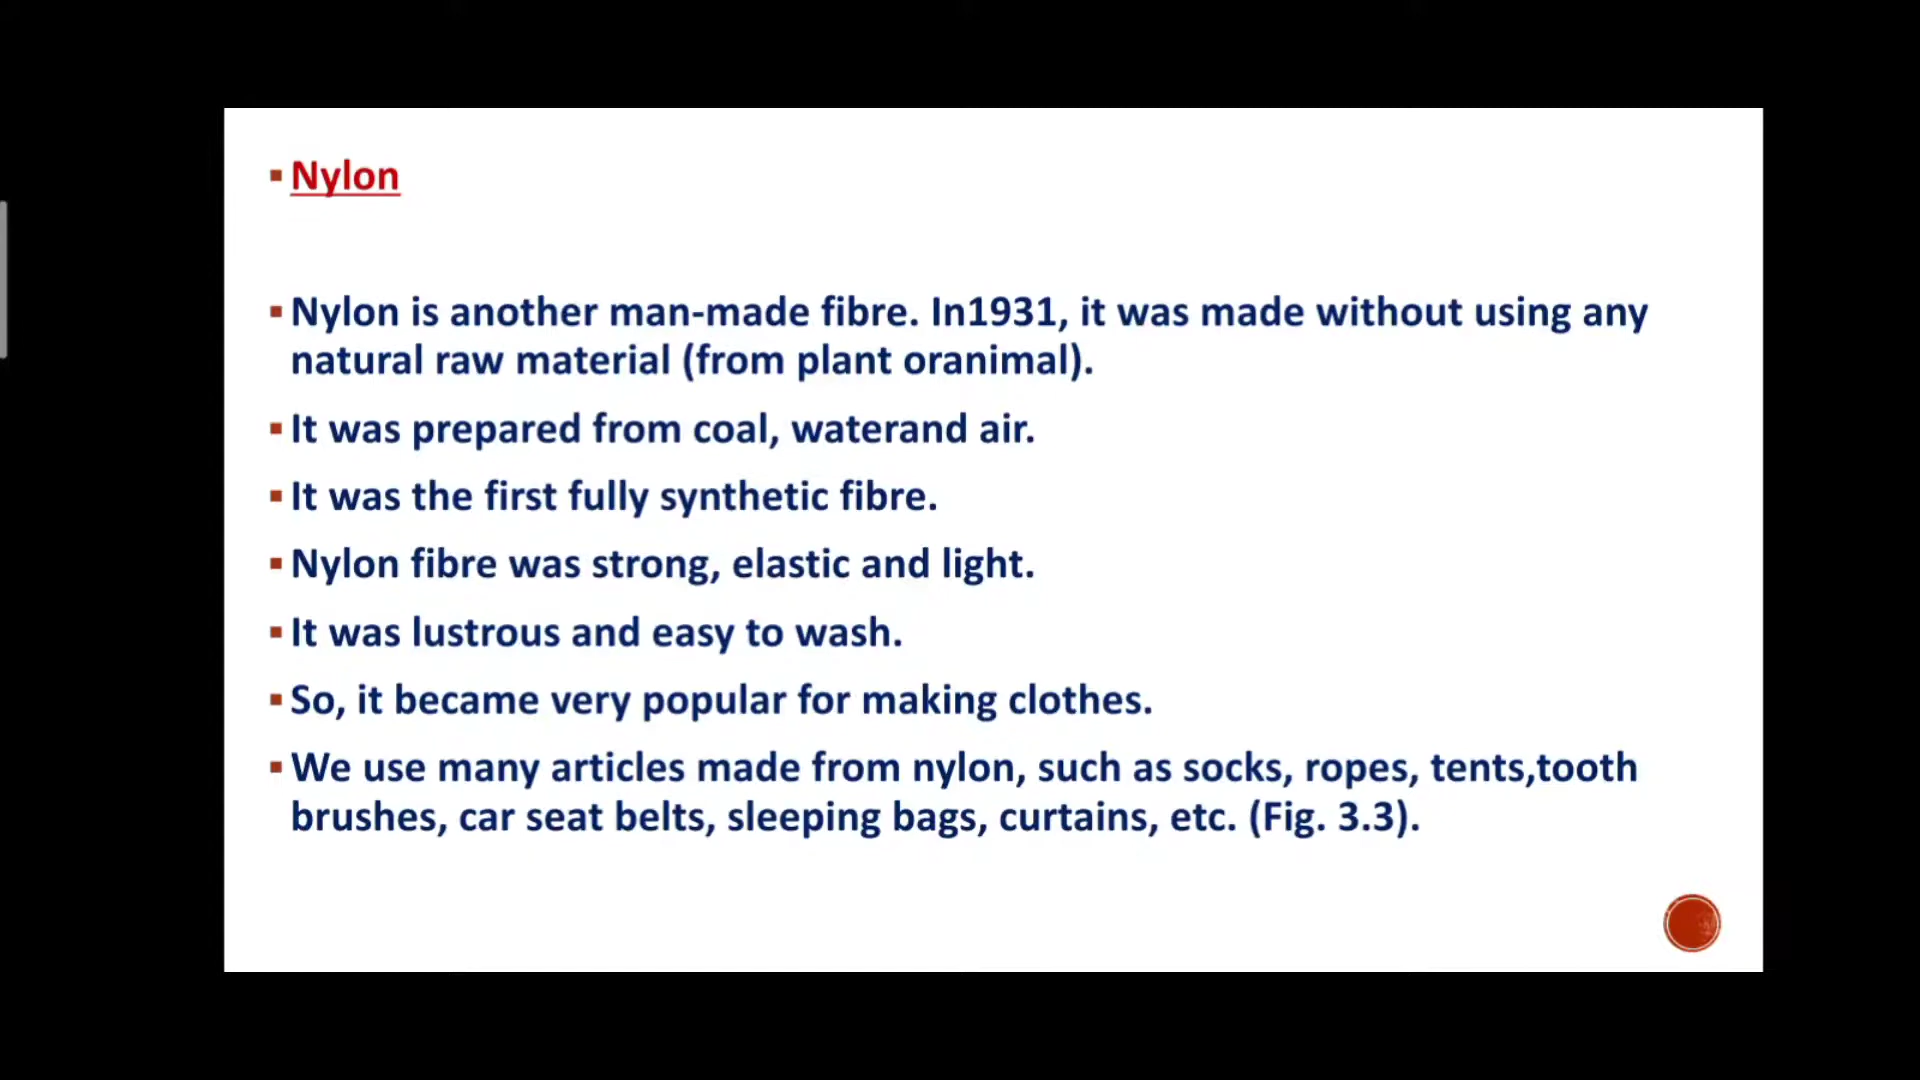 Nylon
Nylon is another man-made fibre. In1931, it was made without using any
natural raw material (from plant oranimal).
It was prepared from coal, waterand air.
It was the first fully synthetic fibre.
Nylon fibre was strong, elastic and light.
It was lustrous and easy to wash.
So, it became very popular for making clothes.
We use many articles made from nylon, such as socks, ropes, tents,tooth
brushes, car seat belts, sleeping bags, curtains, etc. (Fig. 3.3).